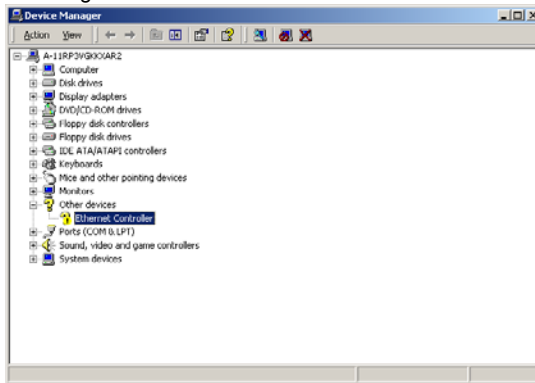 Device Manager
Action View
A-11RP3VG0OXAR2
Computer
Disk drives
Display adapters
DVD/CD-ROM drives
Floppy disk controllers
Floppy disk drives
IDE ATA/ATAPI controllers
Keyboards
Mice and other pointing devices
Monitors
Other devices
Ethernet Controller
Ports (COM & LPT)
Sound, video and game controllers
System devices